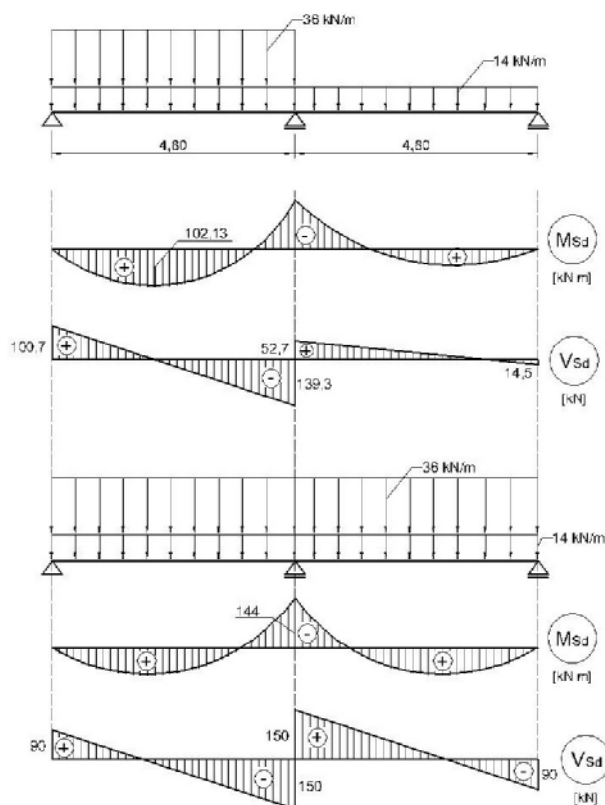 36 kN/m
14 kN/m
4,80
4,80
102,13
-
+
+
MSd
[kN m]
100,7
+
52,7
+
-
139,3
14,5
VSd
[kN]
36 kN/m
14 kN/m
144
-
+
+
MSd
[kN m]
90
+
150
+
-
150
-
90
VSd
[kN]